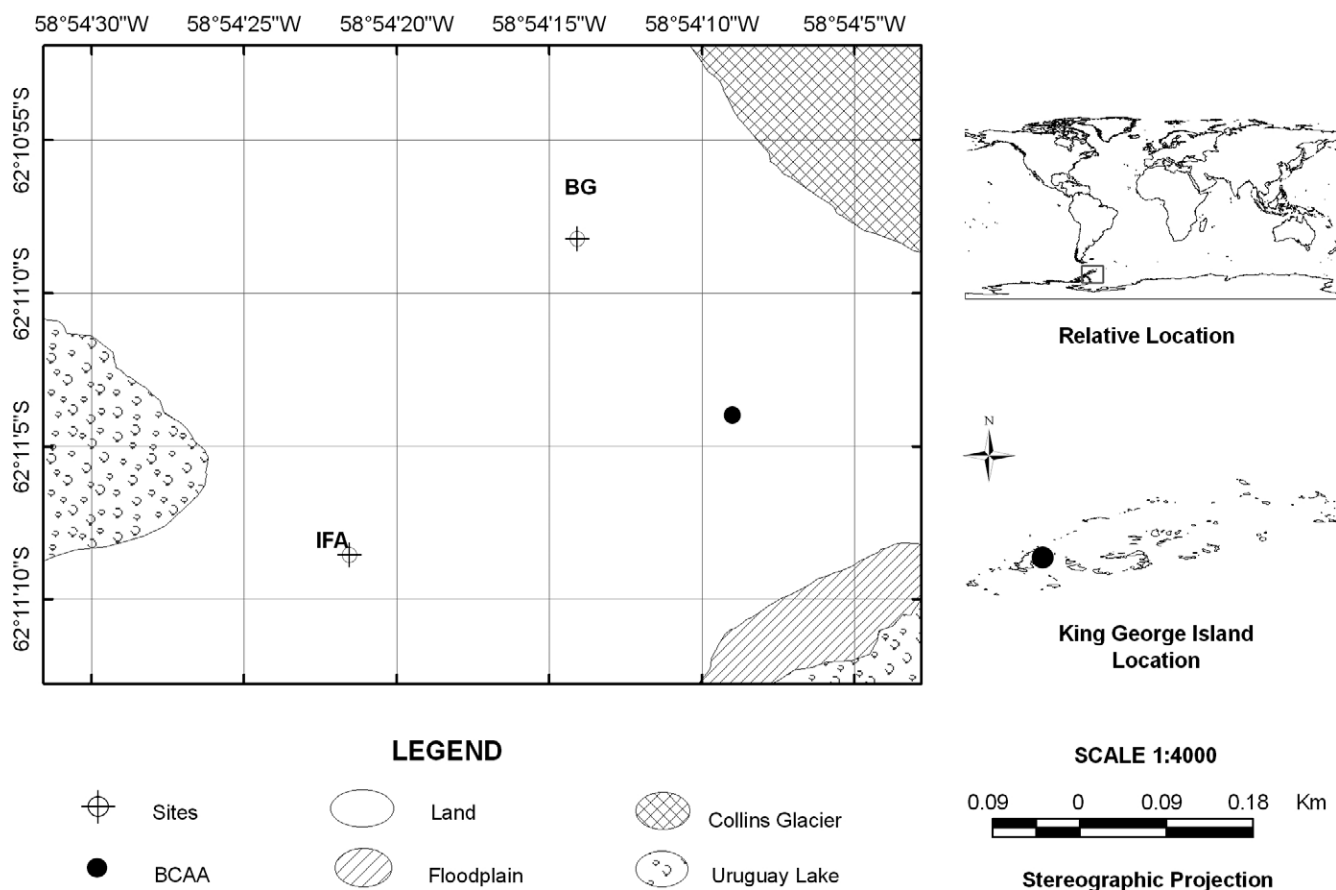 58°54'30"W 58°54'25"W 58°54'20"W 58°54'15"W 58°54'10"W 58°54'5"W
62°10'55"S
62°11'0"S
62°11'5"S
62°11'10"S
BG
IFA
Relative Location
N
King George Island
Location
LEGEND
Sites Land Collins Glacier
BCAA Floodplain Uruguay Lake
SCALE 1:4000
0.09 0 0.09 0.18 Km
Stereographic Projection